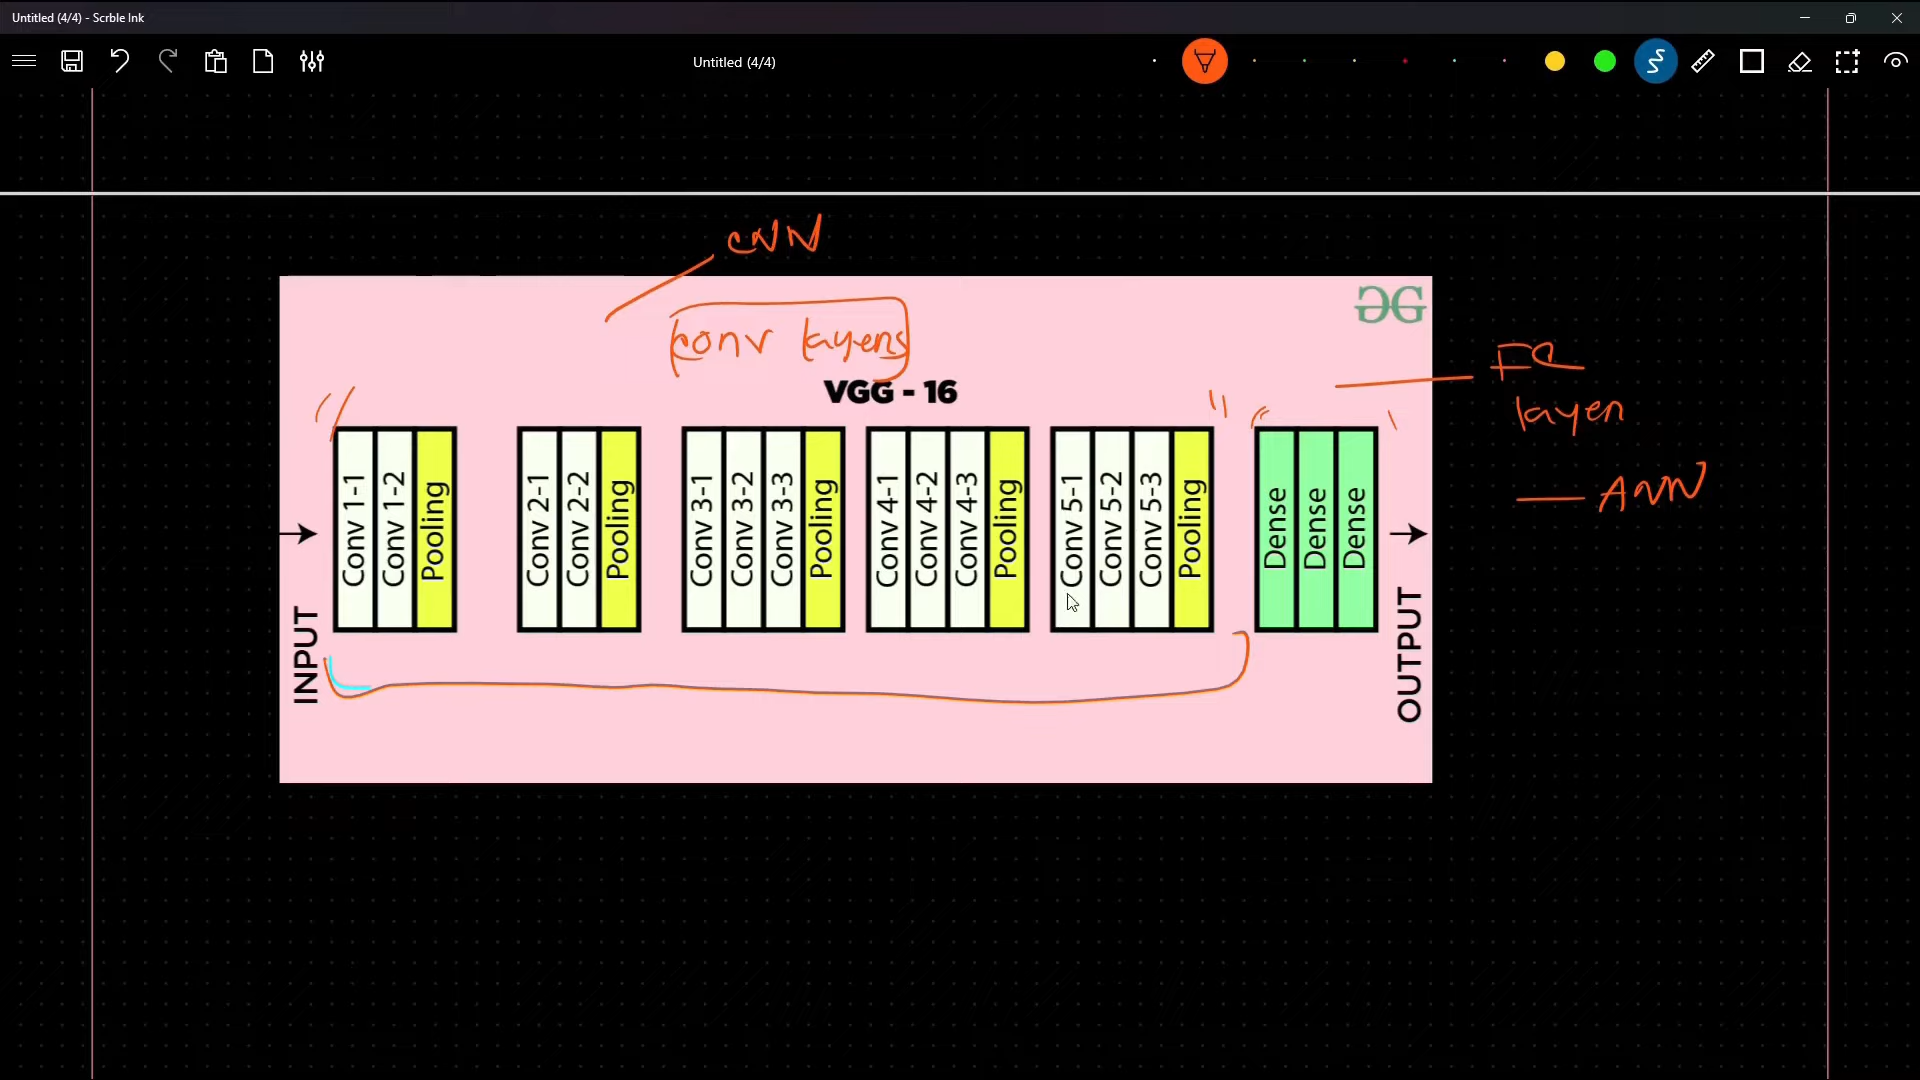 Untitled (4/4) - Scrble Ink
Untitled (4/4)
CNN
conv layers
VGG - 16
FC
layer
ANN
INPUT
Conv 1-1
Conv 1-2
Pooling
Conv 2-1
Conv 2-2
Pooling
Conv 3-1
Conv 3-2
Conv 3-3
Pooling
Conv 4-1
Conv 4-2
Conv 4-3
Pooling
Conv 5-1
Conv 5-2
Conv 5-3
Pooling
Dense
Dense
Dense
OUTPUT